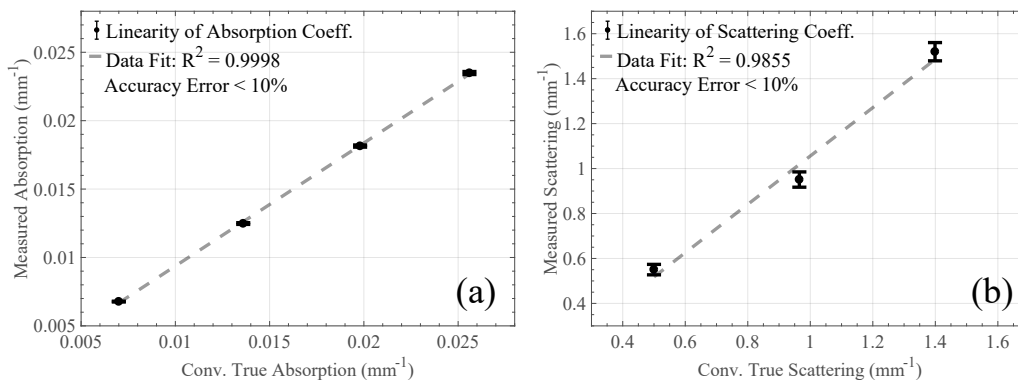 Linearity of Absorption Coeff.
Data Fit: R² = 0.9998
Accuracy Error < 10%
0.025
0.02
0.015
0.01
0.005
Measured Absorption (mm⁻¹)
0.005
0.01
0.015
0.02
0.025
Conv. True Absorption (mm⁻¹)
(a)
Linearity of Scattering Coeff.
Data Fit: R² = 0.9855
Accuracy Error < 10%
1.6
1.4
1.2
1
0.8
0.6
0.4
Measured Scattering (mm⁻¹)
0.4
0.6
0.8
1
1.2
1.4
1.6
Conv. True Scattering (mm⁻¹)
(b)